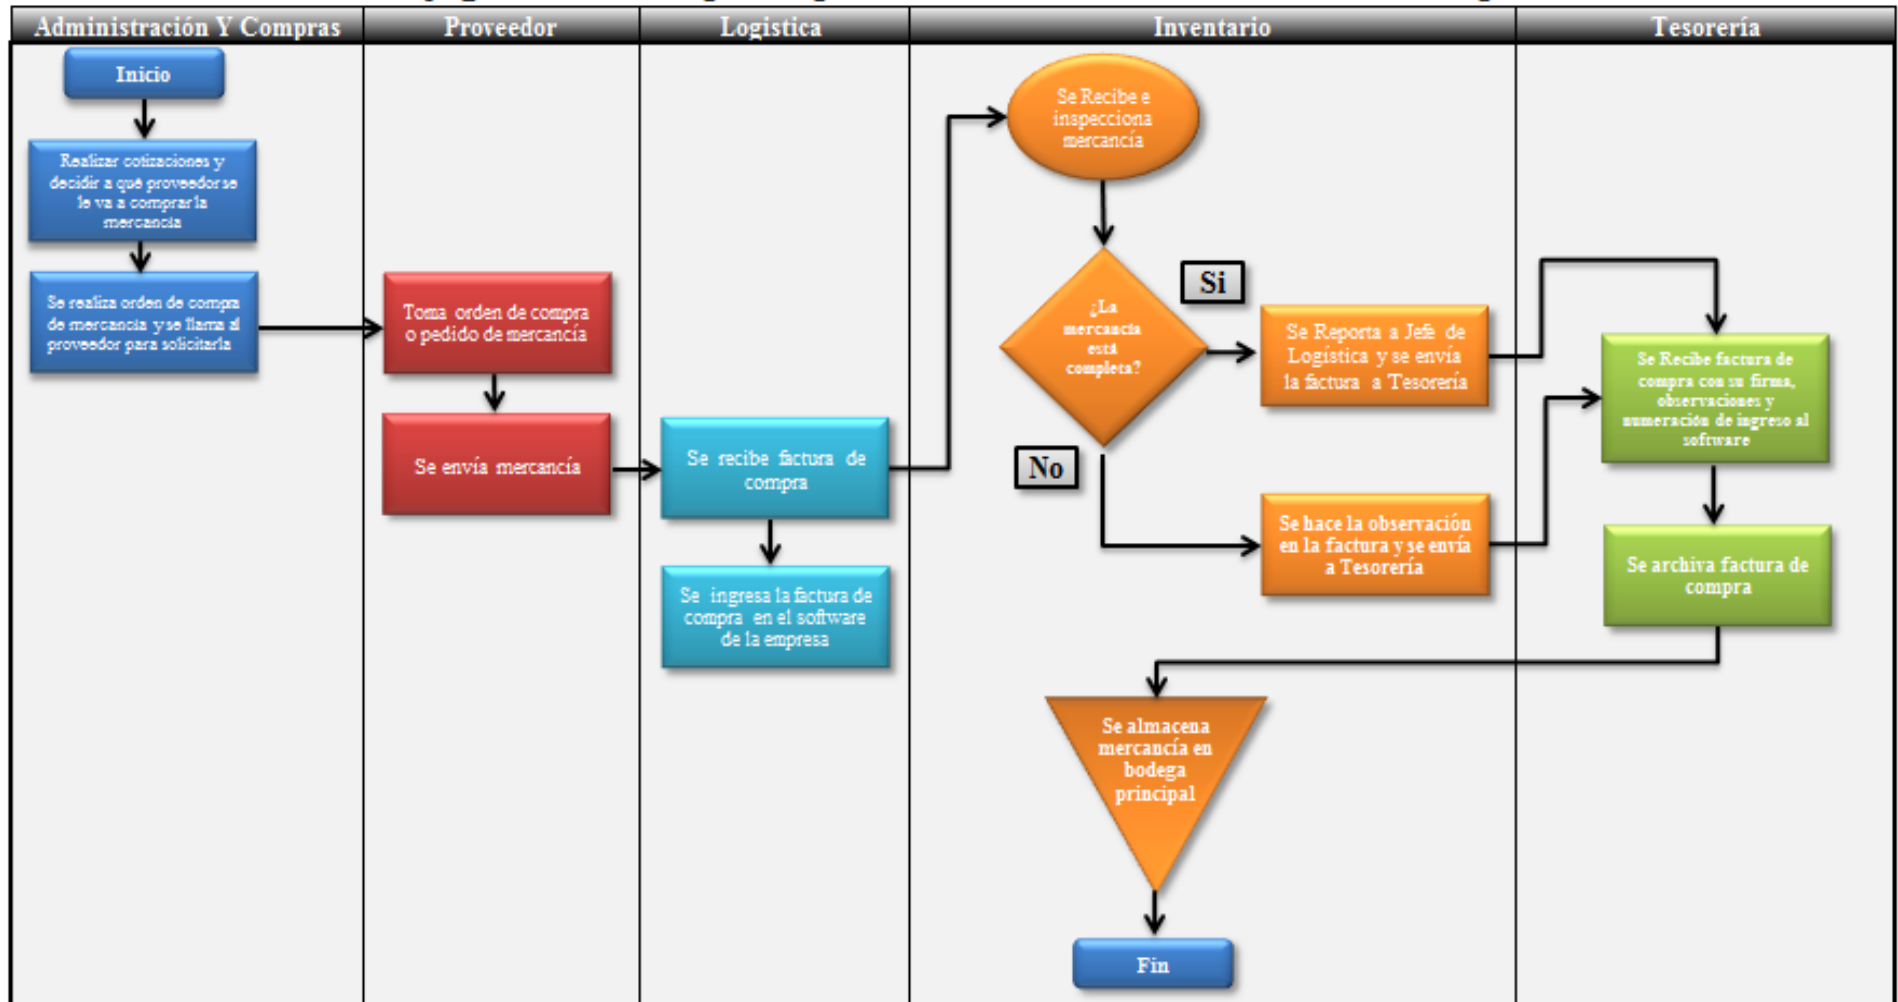 Administración Y Compras
Proveedor
Logistica
Inventario
Tesorería
Inicio
Realizar cotizaciones y
decidir a qué proveedor se
le va a comprar la
mercancía
Se realiza orden de compra
de mercancía y se llama al
proveedor para solicitarla
Toma orden de compra
o pedido de mercancía
Se envía mercancía
Se recibe factura de
compra
Se ingresa la factura de
compra en el software
de la empresa
Se Recibe e
inspecciona
mercancía
¿La
mercancía
está
completa?
Si
No
Se Reporta a Jefe de
Logística y se envía
la factura a Tesorería
Se hace la observación
en la factura y se envía
a Tesorería
Se Recibe factura de
compra con su firma,
observaciones y
numeración de ingreso al
software
Se archiva factura de
compra
Se almacena
mercancía en
bodega
principal
Fin